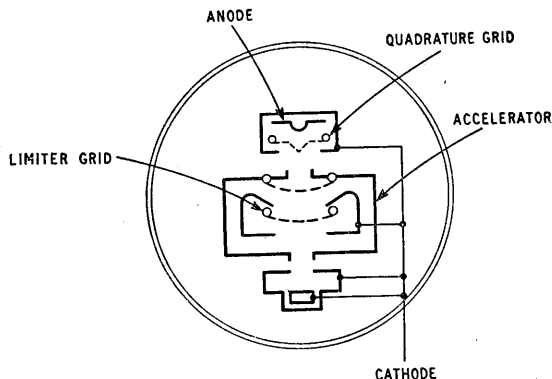 ANODE
QUADRATURE GRID
ACCELERATOR
LIMITER GRID
CATHODE